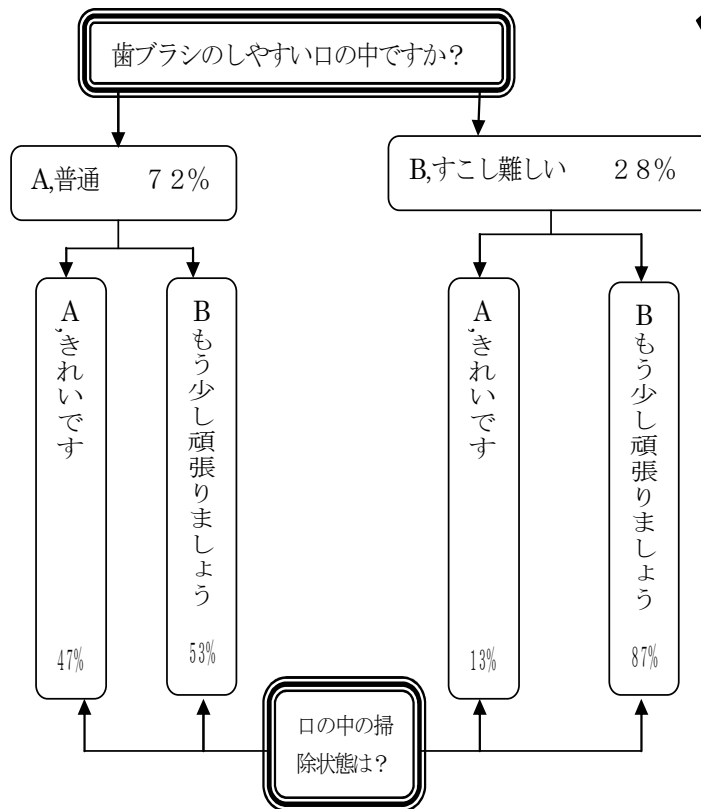 歯ブラシのしやすい口の中ですか？
A,普通　７２%
B,すこし難しい　２８%
A,きれいです 47%
Bもう少し頑張りましょう 53%
A,きれいです 13%
Bもう少し頑張りましょう 87%
口の中の掃
除状態は？